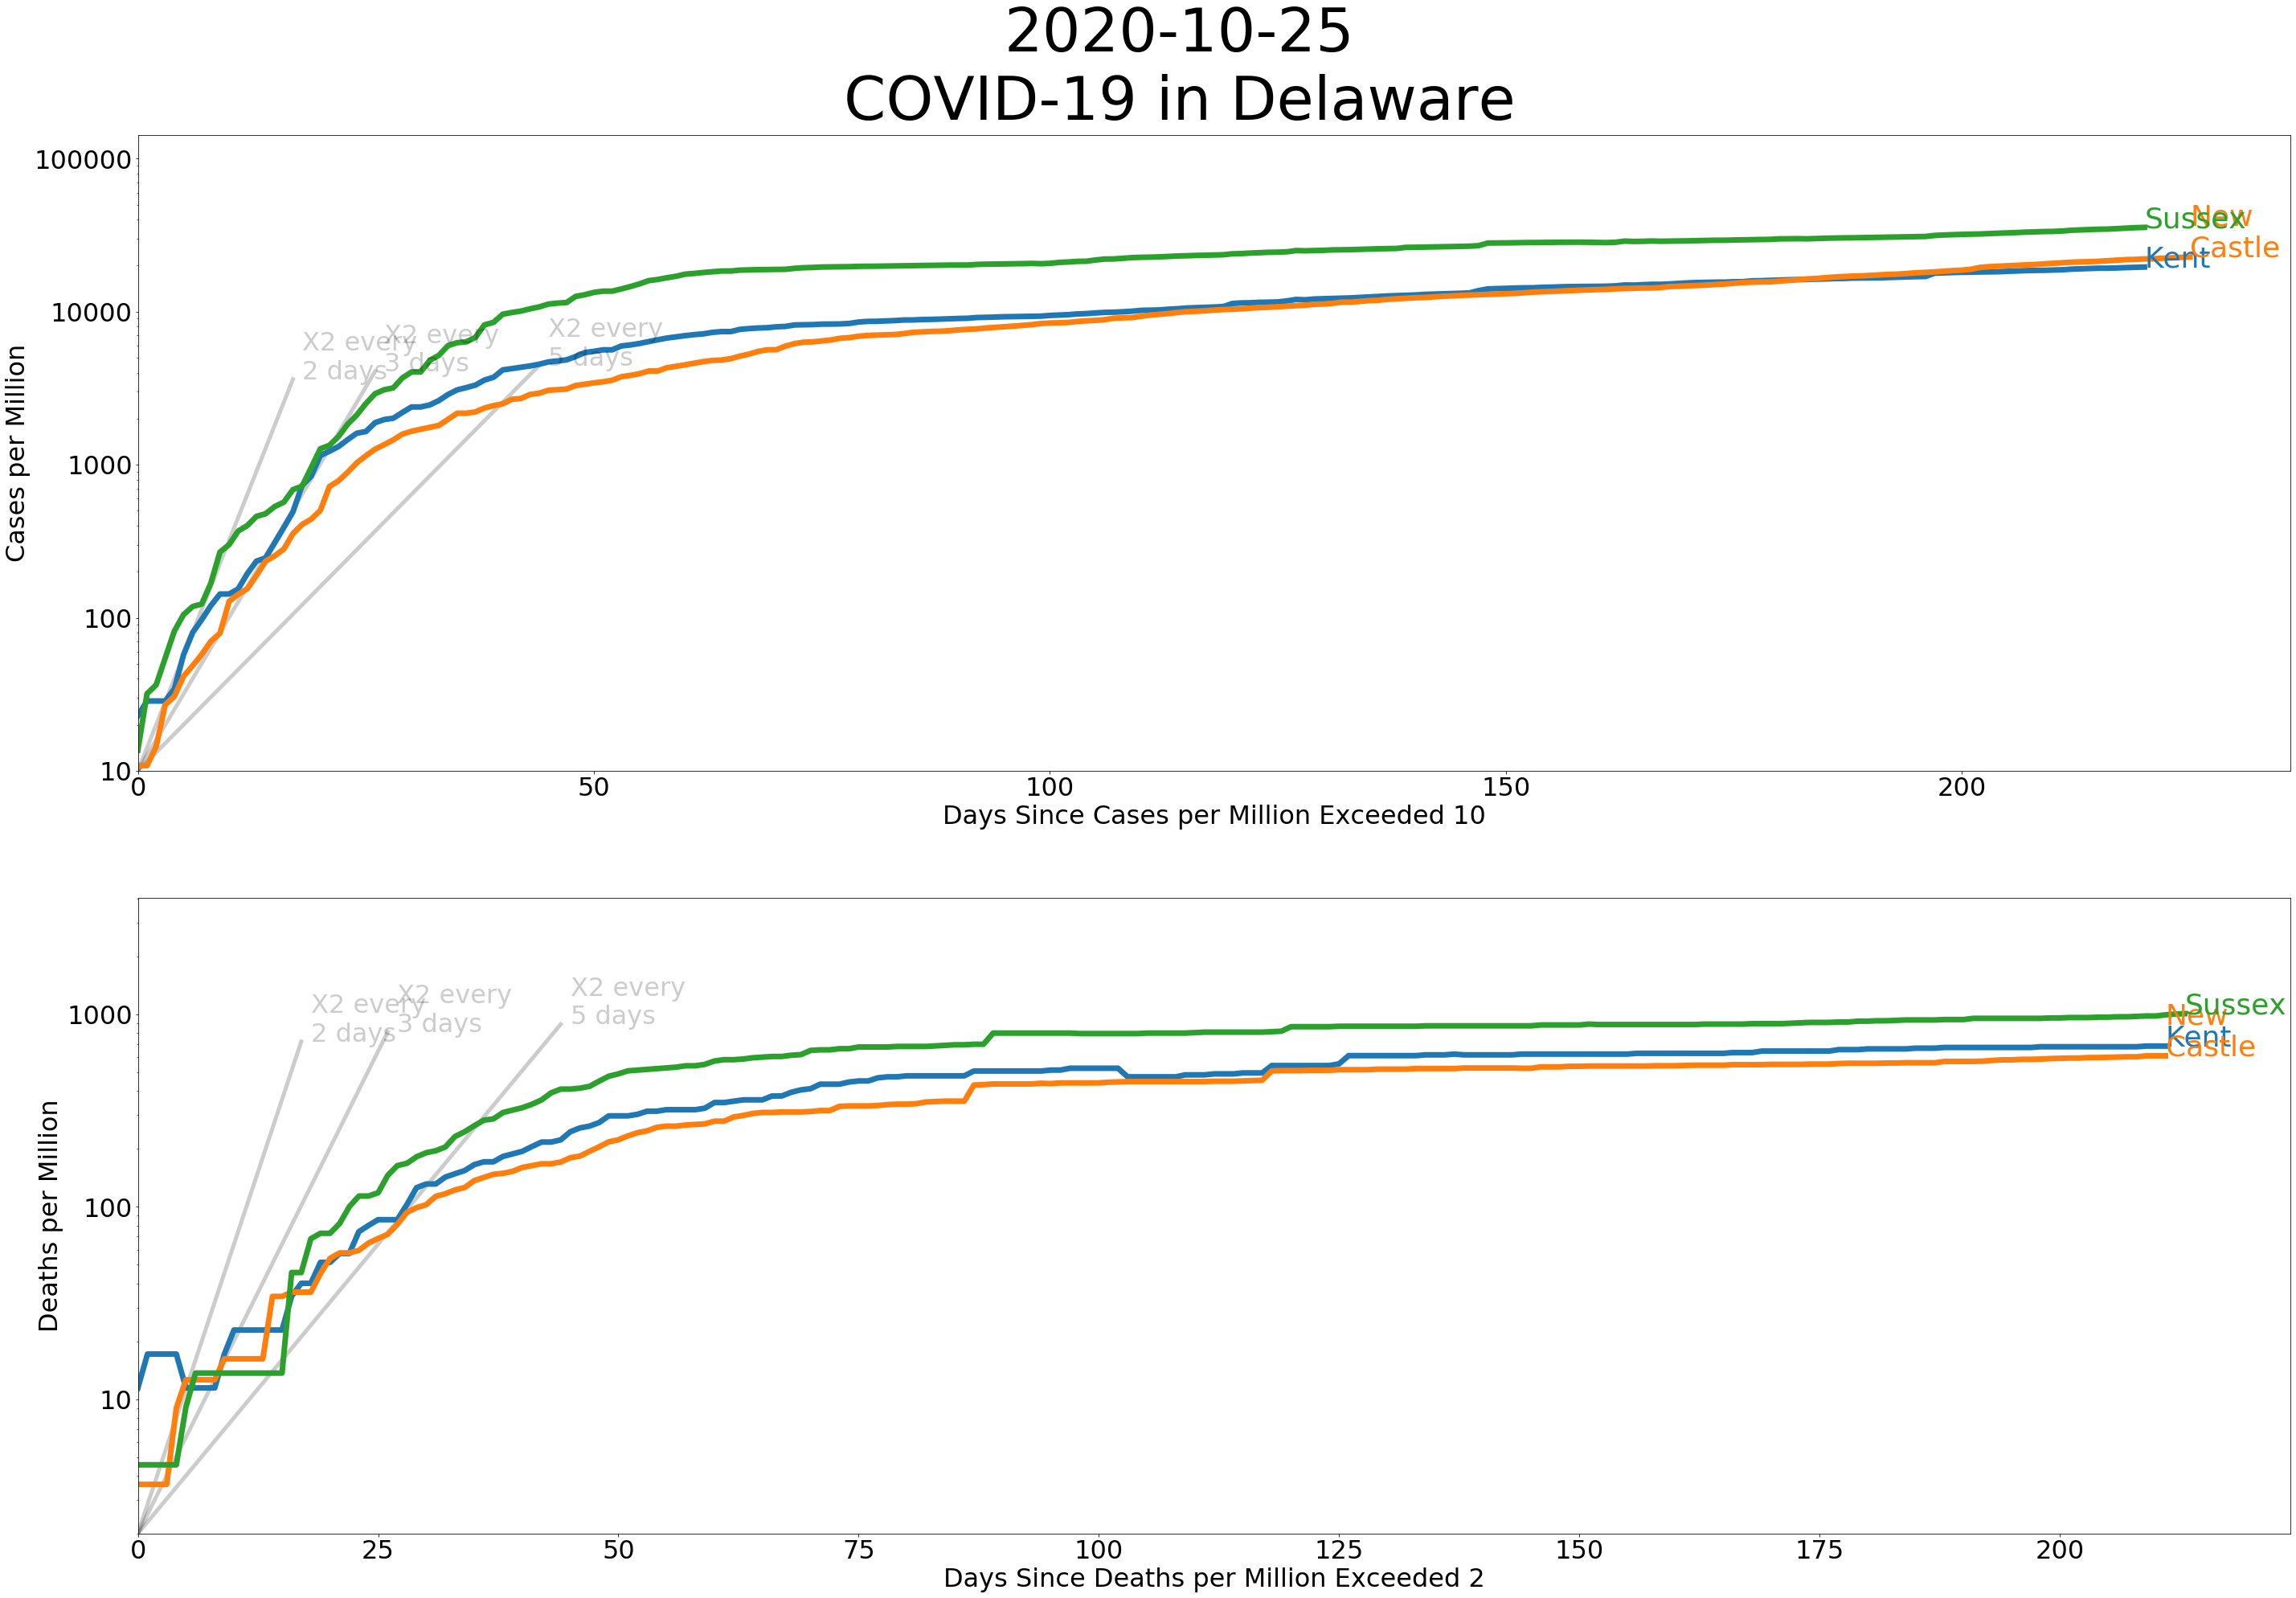 2020-10-25
COVID-19 in Delaware
100000
10000
1000
100
10
Cases per Million
X2 every
2 days
X2 every
3 days
X2 every
5 days
Sussex
New
Castle
Kent
0
50
100
150
200
Days Since Cases per Million Exceeded 10
1000
100
10
Deaths per Million
X2 every
2 days
X2 every
3 days
X2 every
5 days
Sussex
New
Castle
Kent
0
25
50
75
100
125
150
175
200
Days Since Deaths per Million Exceeded 2